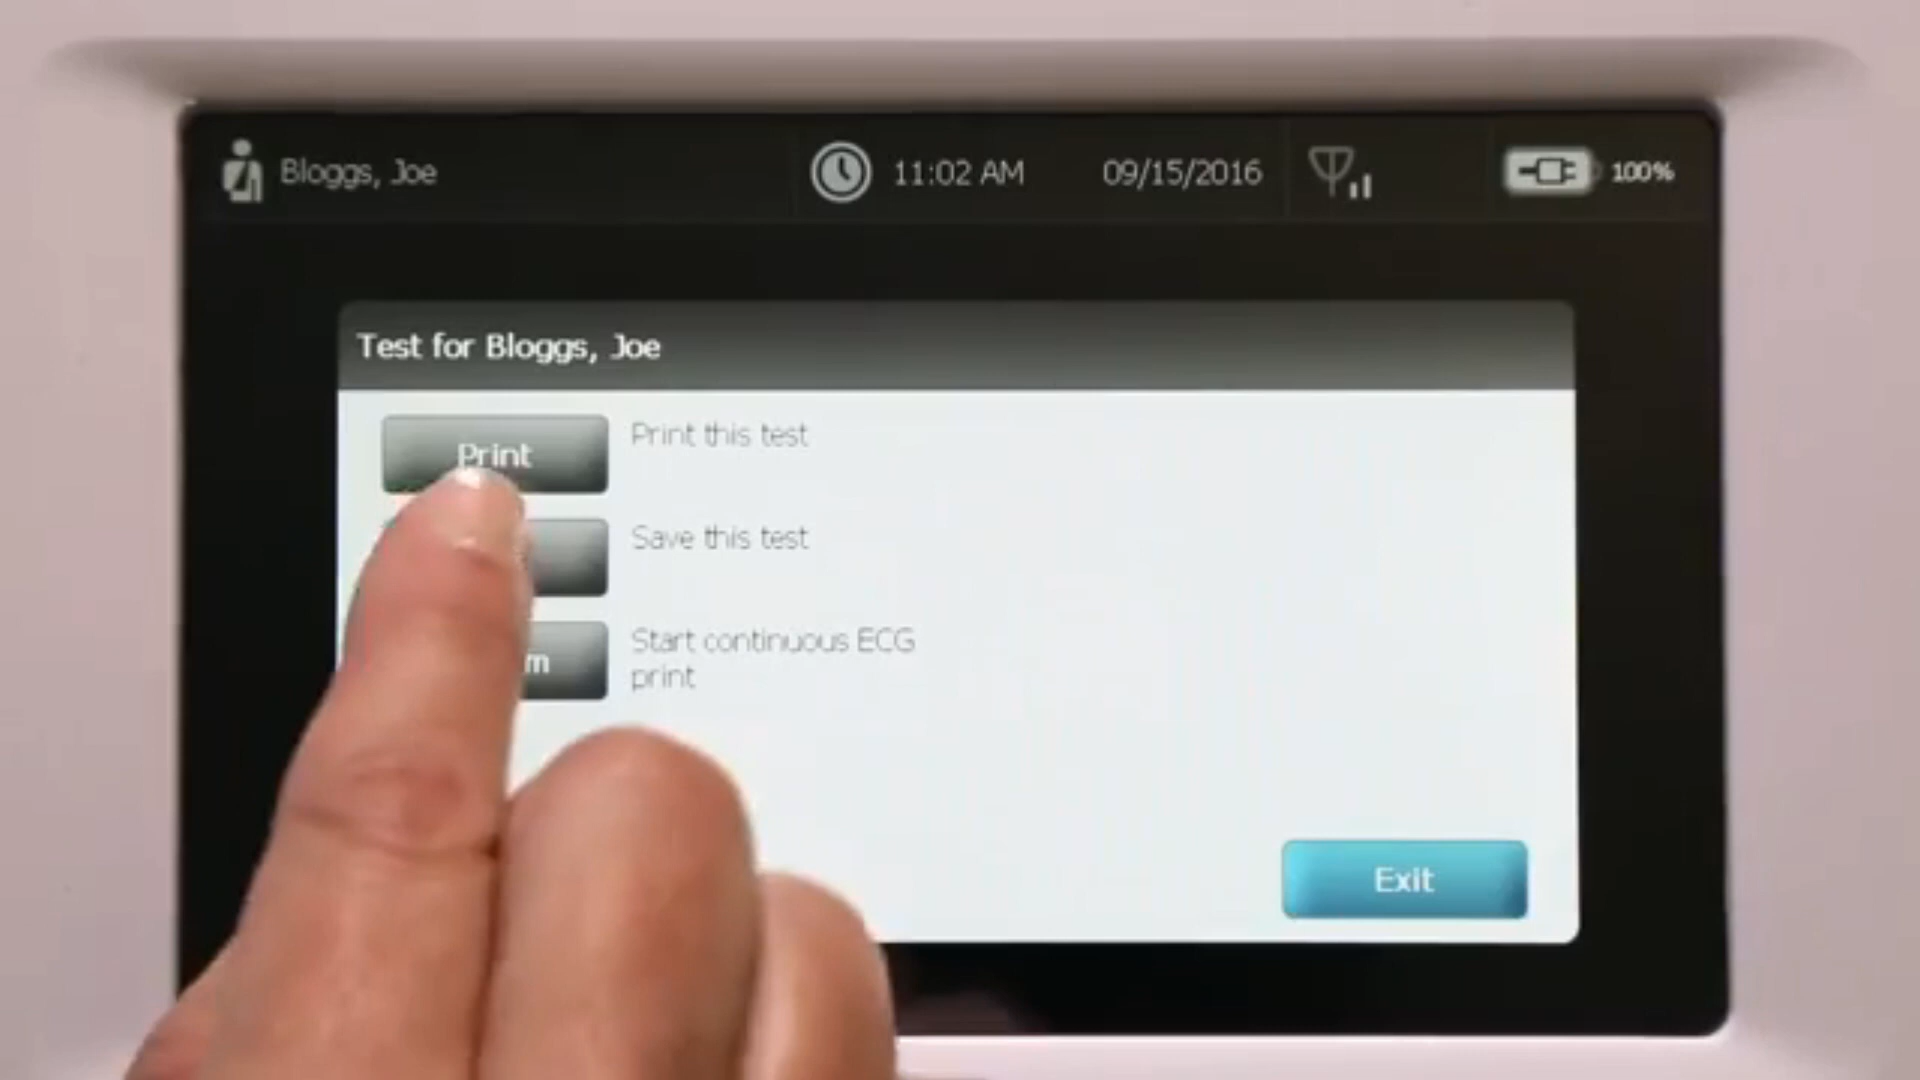 Bloggs, Joe
11:02 AM
09/15/2016
100%
Test for Bloggs, Joe
Print
Print this test
Save this test
Start continuous ECG
print
Exit